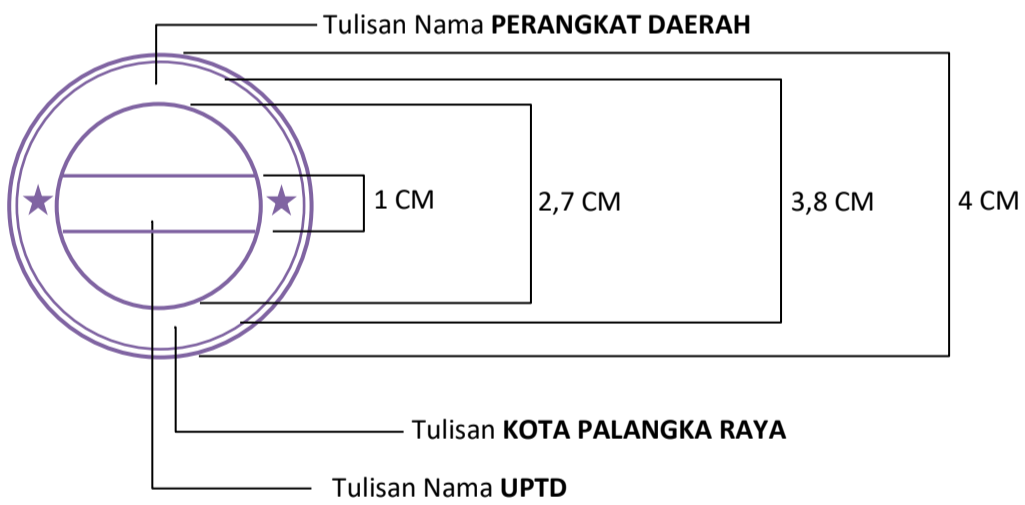 Tulisan Nama PERANGKAT DAERAH
1 CM
2,7 CM
3,8 CM
4 CM
Tulisan KOTA PALANGKA RAYA
Tulisan Nama UPTD